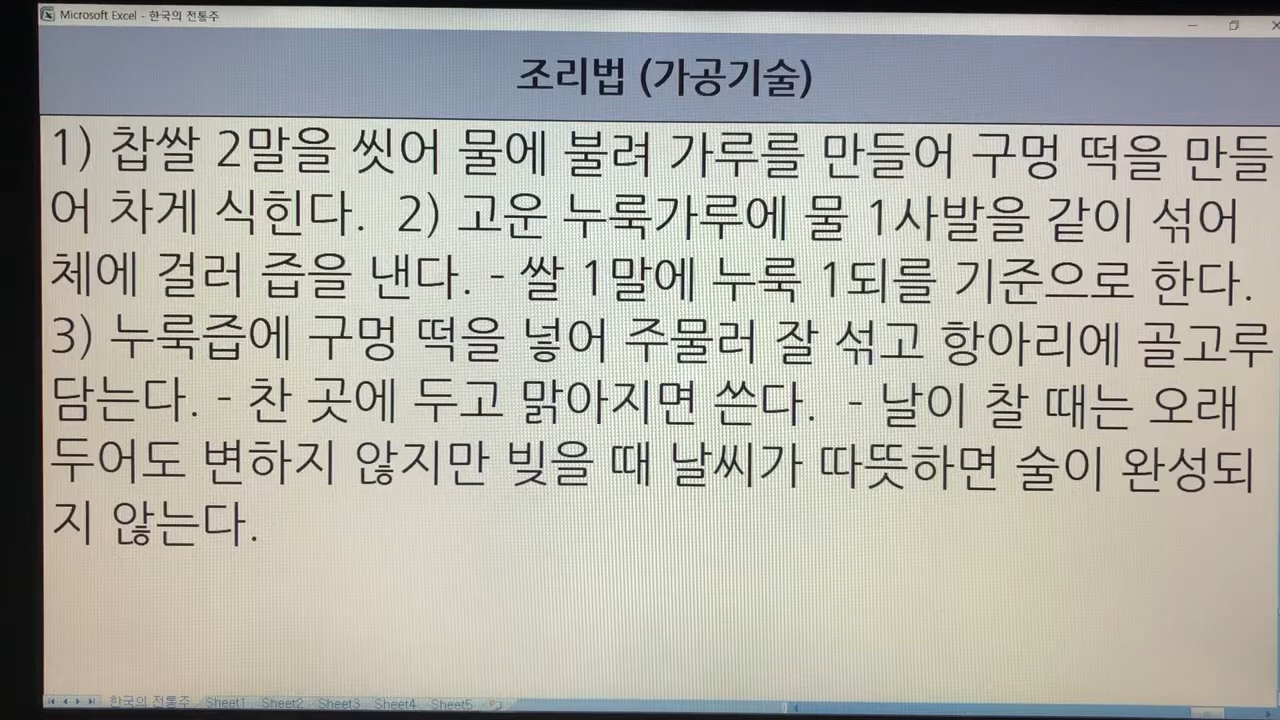 Microsoft Excel - 한국의 전통주
조리법 (가공기술)
1) 찹쌀 2말을 씻어 물에 불려 가루를 만들어 구멍 떡을 만들
어 차게 식힌다. 2) 고운 누룩가루에 물 1사발을 같이 섞어
체에 걸러 즙을 낸다. - 쌀 1말에 누룩 1되를 기준으로 한다.
3) 누룩즙에 구멍 떡을 넣어 주물러 잘 섞고 항아리에 골고루
담는다. - 찬 곳에 두고 맑아지면 쓴다. - 날이 찰 때는 오래
두어도 변하지 않지만 빚을 때 날씨가 따뜻하면 술이 완성되
지 않는다.
한국의 전통주 Sheet1 Sheet2 Sheet3 Sheet4 Sheet5